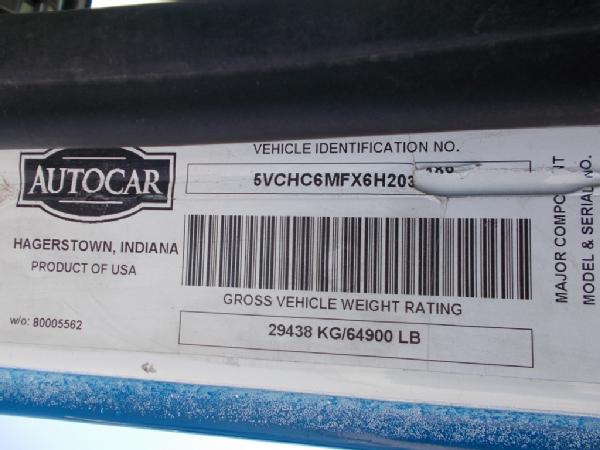 AUTOCAR
HAGERSTOWN, INDIANA
PRODUCT OF USA
w/o: 80005562
VEHICLE IDENTIFICATION NO.
5VCHC6MFX6H203
GROSS VEHICLE WEIGHT RATING
29438 KG/64900 LB
MAJOR COMPONENT
MODEL & SERIAL NO.